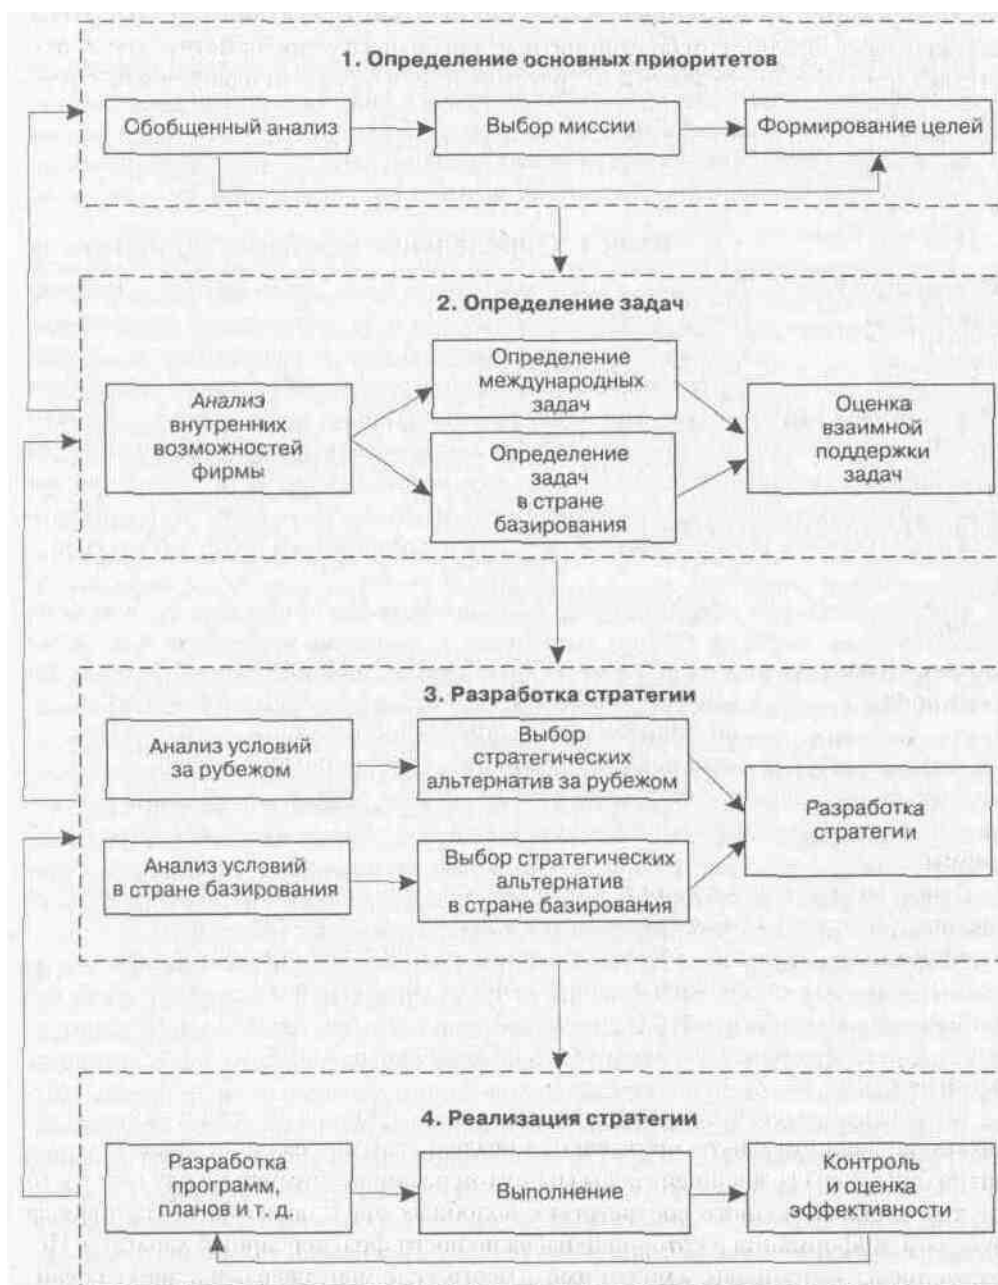 1. Определение основных приоритетов
Обобщенный анализ
Выбор миссии
Формирование целей
2. Определение задач
Анализ
внутренних
возможностей
фирмы
Определение
международных
задач
Определение
задач
в стране
базирования
Оценка
взаимной
поддержки
задач
3. Разработка стратегии
Анализ условий
за рубежом
Выбор
стратегических
альтернатив за рубежом
Анализ условий
в стране базирования
Выбор стратегических
альтернатив
в стране базирования
Разработка
стратегии
4. Реализация стратегии
Разработка
программ,
планов и т. д.
Выполнение
Контроль
и оценка
эффективности